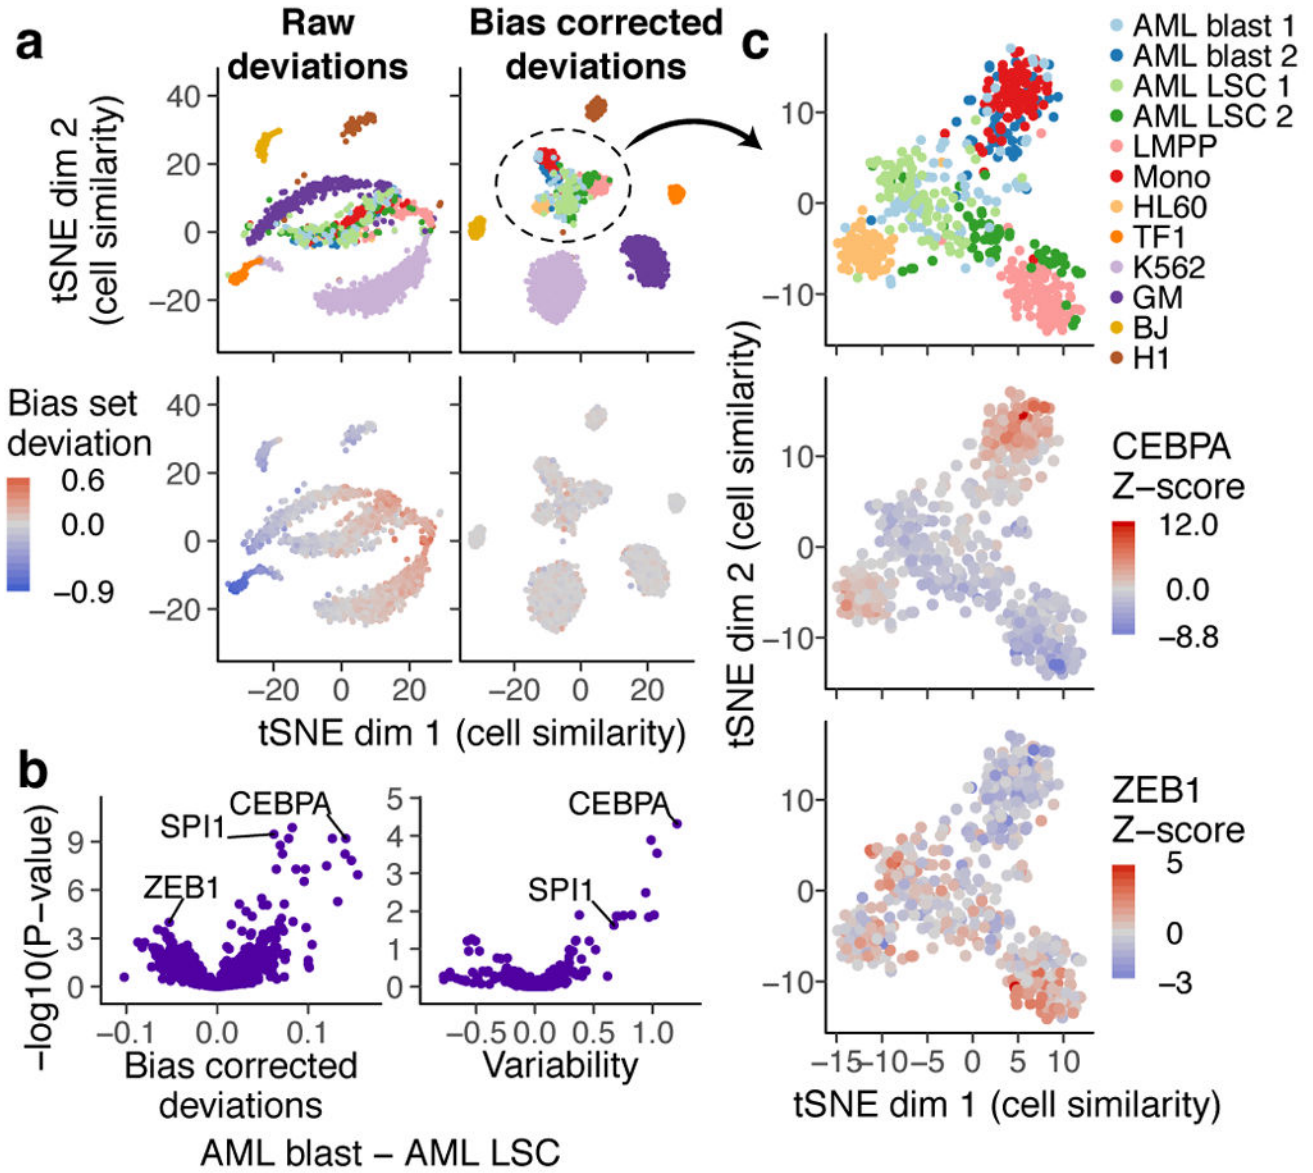 a
Raw
deviations
Bias corrected
deviations
tSNE dim 2
(cell similarity)
40
20
0
−20
Bias set
deviation
0.6
0.0
−0.9
40
20
0
−20
−20 0 20
−20 0 20
tSNE dim 1 (cell similarity)
b
−log10(P−value)
9
6
3
0
CEBPA
SPI1
ZEB1
−0.1 0.0 0.1
Bias corrected
deviations
5
4
3
2
1
0
CEBPA
SPI1
−0.5 0.0 0.5 1.0
Variability
AML blast − AML LSC
c
tSNE dim 2 (cell similarity)
10
0
−10
AML blast 1
AML blast 2
AML LSC 1
AML LSC 2
LMPP
Mono
HL60
TF1
K562
GM
BJ
H1
10
0
−10
CEBPA
Z−score
12.0
0.0
−8.8
10
0
−10
ZEB1
Z−score
5
0
−3
−15 −10 −5 0 5 10
tSNE dim 1 (cell similarity)